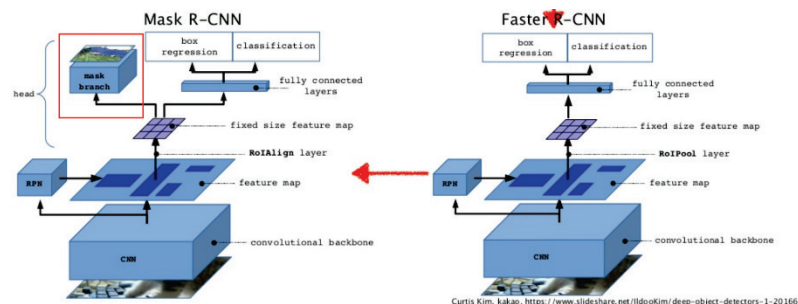 Mask R-CNN
Faster R-CNN
box
regression
classification
box
regression
classification
mask
branch
head
fully connected
layers
fully connected
layers
fixed size feature map
fixed size feature map
RoIAlign layer
RoIPool layer
RPN
feature map
RPN
feature map
CNN
convolutional backbone
CNN
convolutional backbone
Curtis Kim, kakao, https://www.slideshare.net/IldooKim/deep-object-detectors-1-20166